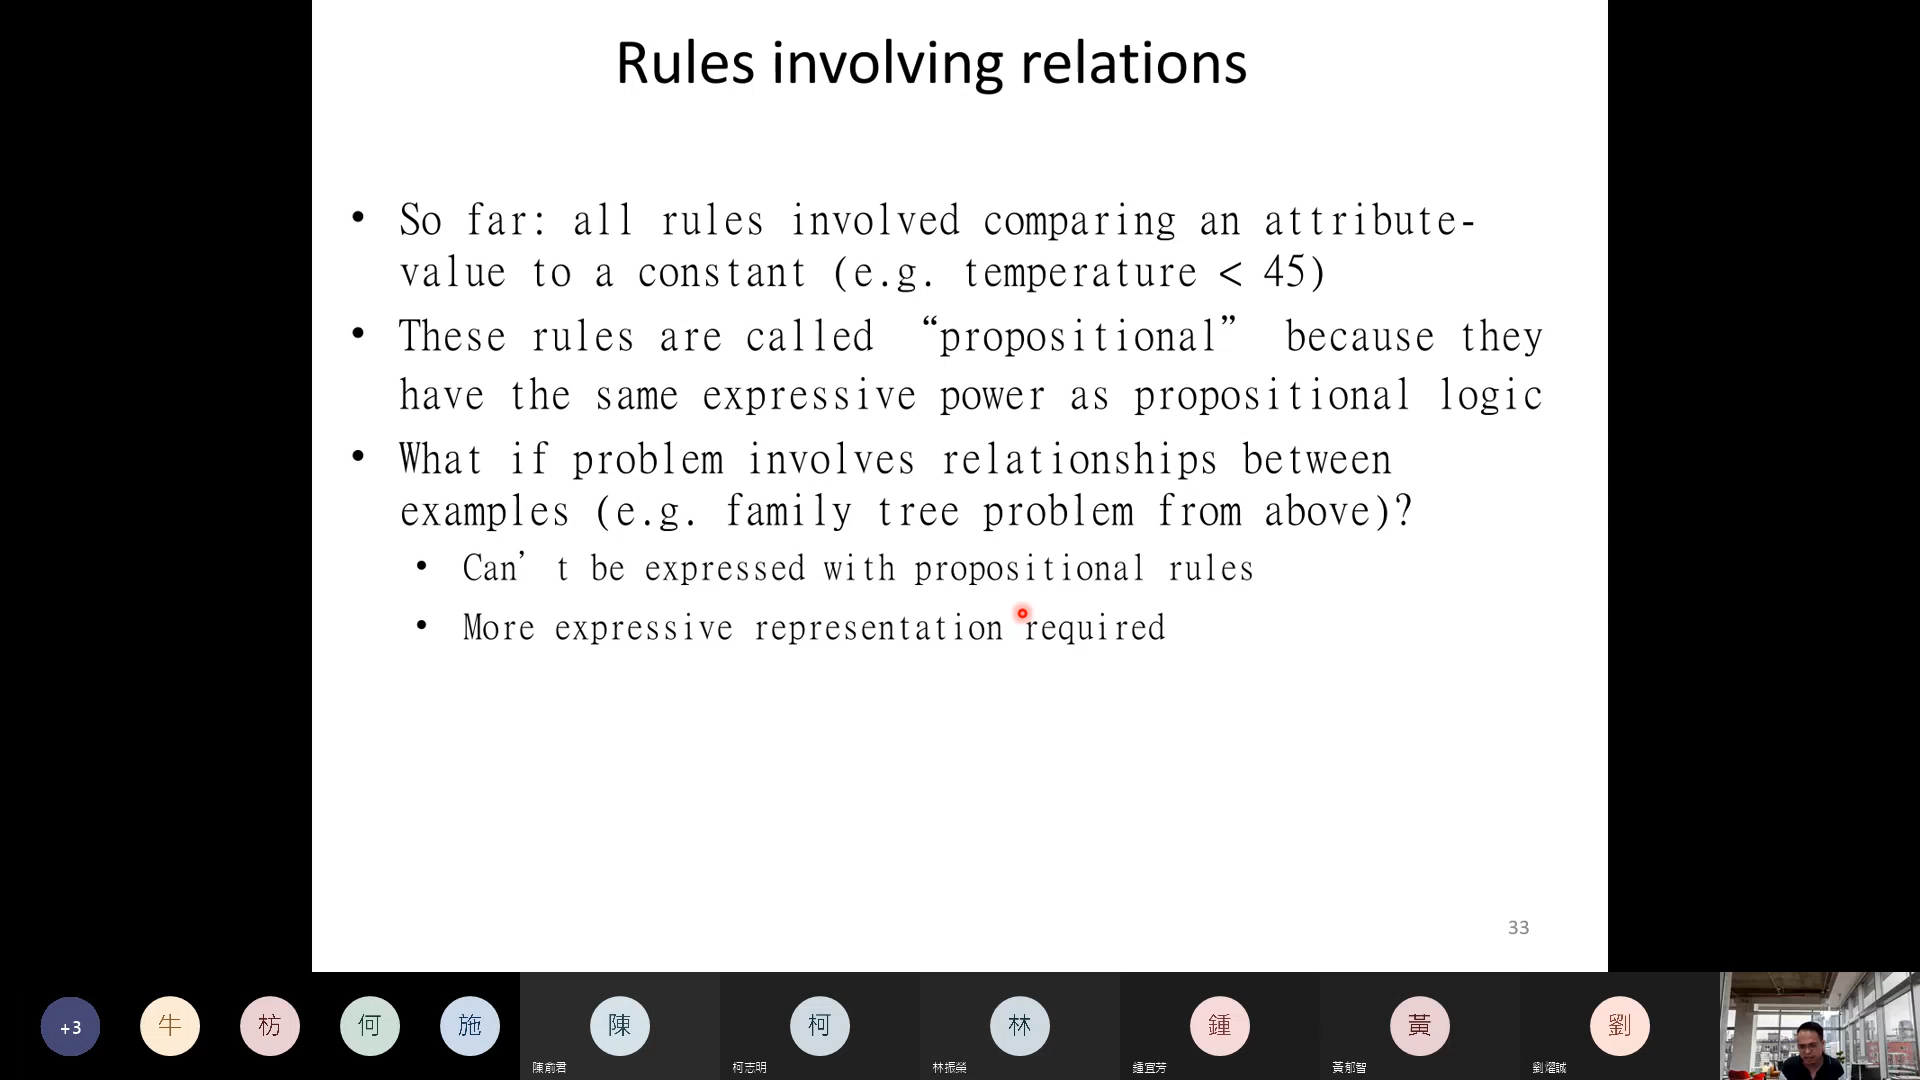 Rules involving relations
• So far: all rules involved comparing an attribute-
value to a constant (e.g. temperature < 45)
• These rules are called “propositional” because they
have the same expressive power as propositional logic
• What if problem involves relationships between
examples (e.g. family tree problem from above)?
• Can’t be expressed with propositional rules
• More expressive representation required
33
+3
牛
枋
何
施
陳
柯
林
鍾
黃
劉
陳俞君
柯志明
林振榮
鍾宜芳
黃郁智
劉燿誠